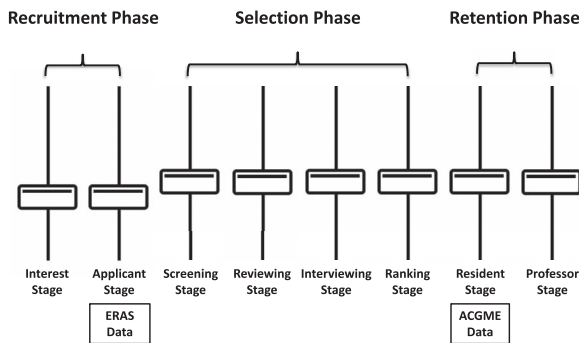 Recruitment Phase
Selection Phase
Retention Phase
Interest
Stage
Applicant
Stage
Screening
Stage
Reviewing
Stage
Interviewing
Stage
Ranking
Stage
Resident
Stage
Professor
Stage
ERAS
Data
ACGME
Data